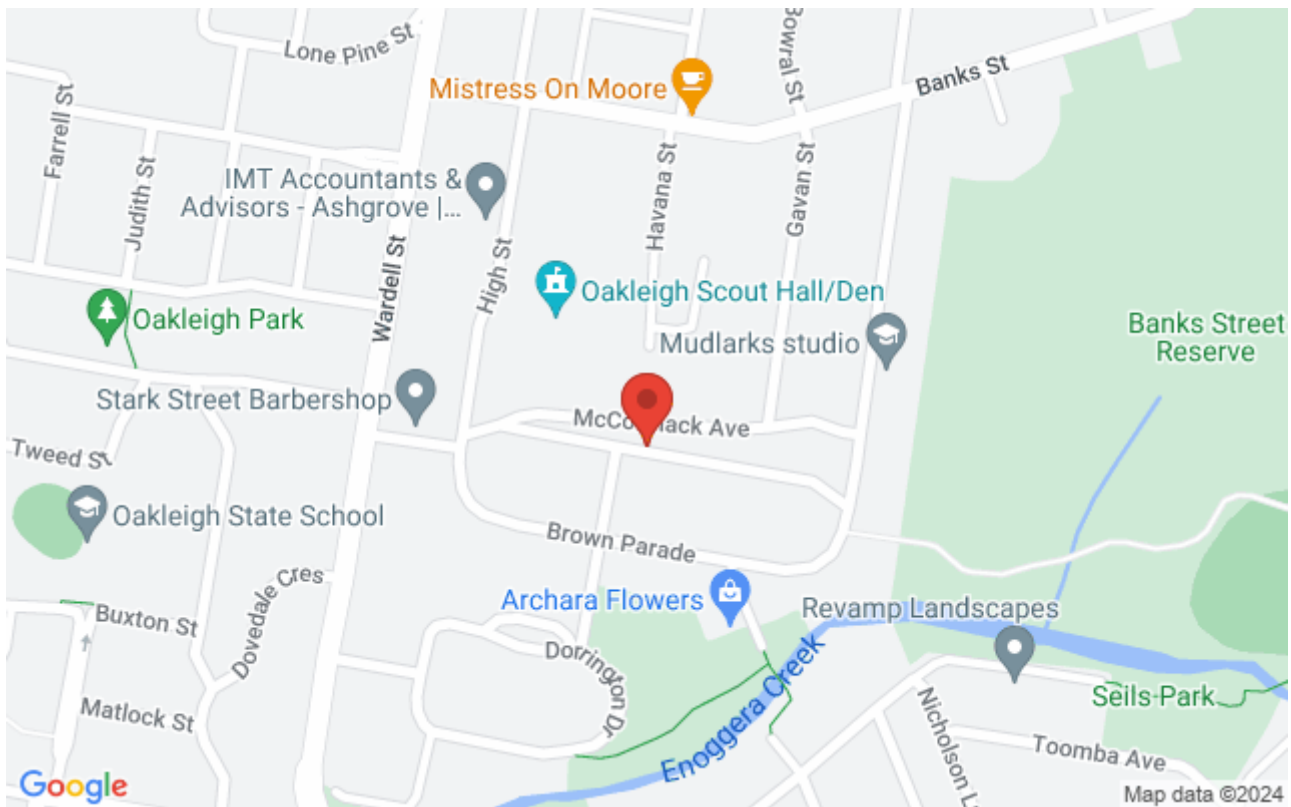 Lone Pine St
Bowral St
Banks St
Mistress On Moore
Farrell St
Judith St
IMT Accountants &
Advisors - Ashgrove |...
Havana St
Gavan St
Wardell St
High St
Oakleigh Scout Hall/Den
Oakleigh Park
Mudlarks studio
Banks Street
Reserve
Stark Street Barbershop
McCo mack Ave
Tweed St
Oakleigh State School
Brown Parade
Archara Flowers
Revamp Landscapes
Buxton St
Dovedale Cres
Dorrington Dr
Enoggera Creek
Seils Park
Matlock St
Nicholson L
Toomba Ave
Google
Map data ©2024